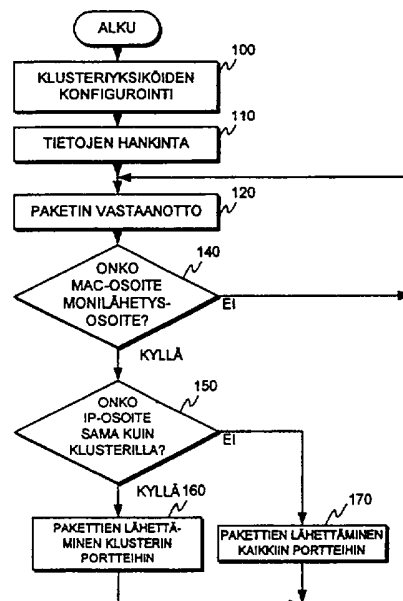 ALKU
100
KLUSTERIYKSIKÖIDEN
KONFIGUROINTI
110
TIETOJEN HANKINTA
120
PAKETIN VASTAANOTTO
140
ONKO
MAC-OSOITE
MONILÄHETYS-
OSOITE?
EI
KYLLÄ
150
ONKO
IP-OSOITE
SAMA KUIN
KLUSTERILLA?
EI
KYLLÄ
160
PAKETTIEN LÄHETTÄ-
MINEN KLUSTERIN
PORTTEIHIN
170
PAKETTIEN LÄHETTÄMINEN
KAIKKIIN PORTTEIHIN